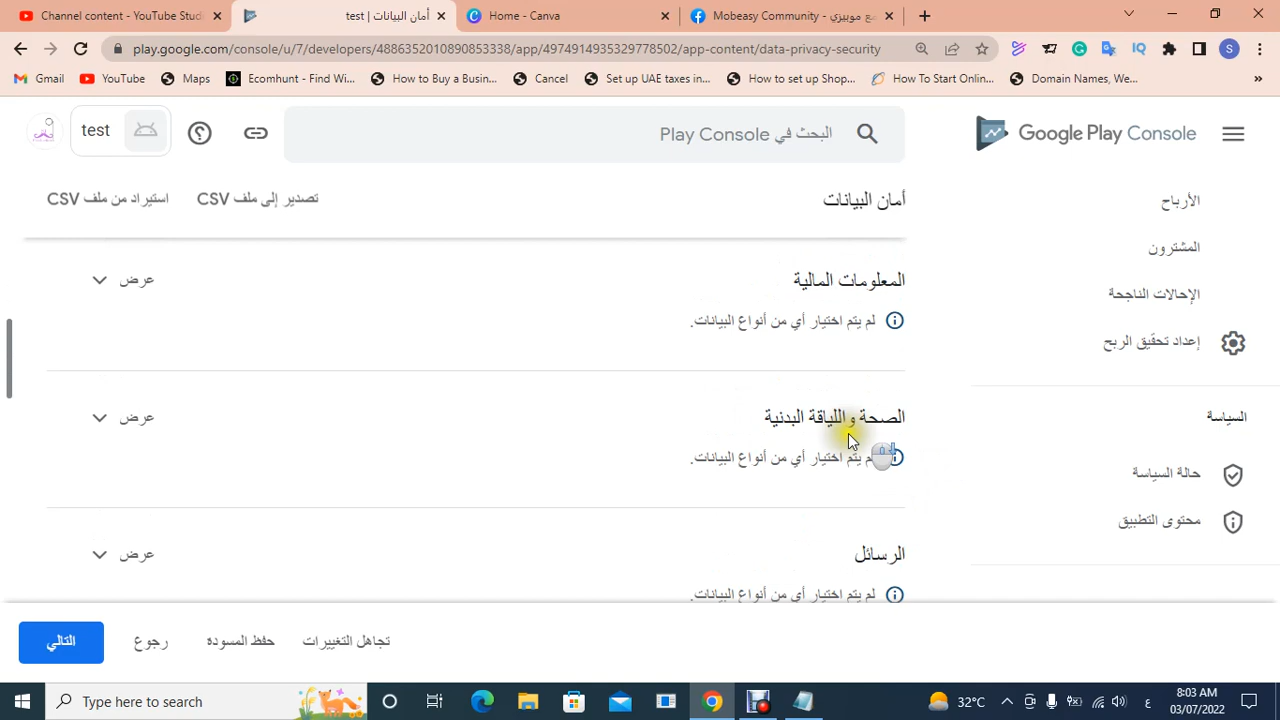 Channel content - YouTube Studio
أمان البيانات | test
Home - Canva
Mobeasy Community - مع موبيزي
play.google.com/console/u/7/developers/4886352010890853338/app/4974914935329778502/app-content/data-privacy-security
IQ
S
Gmail
YouTube
Maps
Ecomhunt - Find Wi...
How to Buy a Busin...
Cancel
Set up UAE taxes in...
How to set up Shop...
How To Start Onlin...
Domain Names, We...
»
Google Play Console
البحث في Play Console
test
الأرباح
المشترون
الإحالات الناجحة
إعداد تحقيق الربح
السياسة
حالة السياسة
محتوى التطبيق
أمان البيانات
تصدير إلى ملف CSV
استيراد من ملف CSV
المعلومات المالية
عرض
لم يتم اختيار أي من أنواع البيانات.
الصحة واللياقة البدنية
عرض
يتم اختيار أي من أنواع البيانات.
الرسائل
عرض
لم يتم اختيار أي من أنواع البيانات.
تجاهل التغييرات
حفظ المسودة
رجوع
التالي
Type here to search
32°C
ع
8:03 AM
03/07/2022